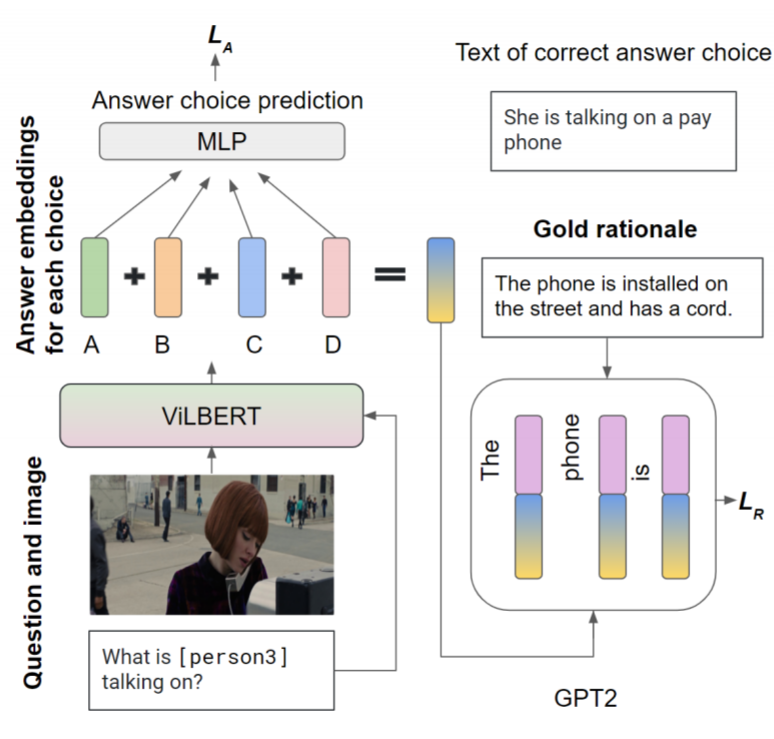 L_A
Answer choice prediction
MLP
Answer embeddings
for each choice
+ + + =
A B C D
ViLBERT
Question and image
What is [person3]
talking on?
Text of correct answer choice
She is talking on a pay
phone
Gold rationale
The phone is installed on
the street and has a cord.
The
phone
is
L_R
GPT2